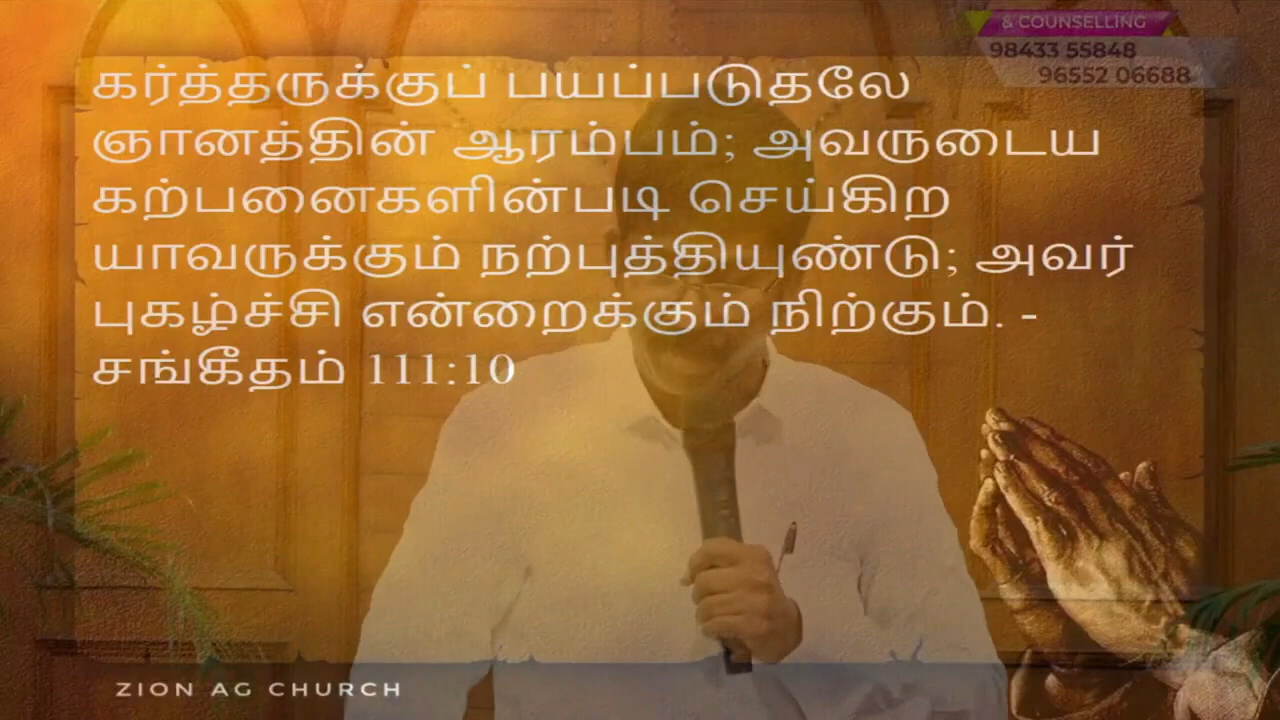 & COUNSELLING
98433 55848
96552 06688
கர்த்தருக்குப் பயப்படுதலே
ஞானத்தின் ஆரம்பம்; அவருடைய
கற்பனைகளின்படி செய்கிற
யாவருக்கும் நற்புத்தியுண்டு; அவர்
புகழ்ச்சி என்றைக்கும் நிற்கும். -
சங்கீதம் 111:10
ZION AG CHURCH